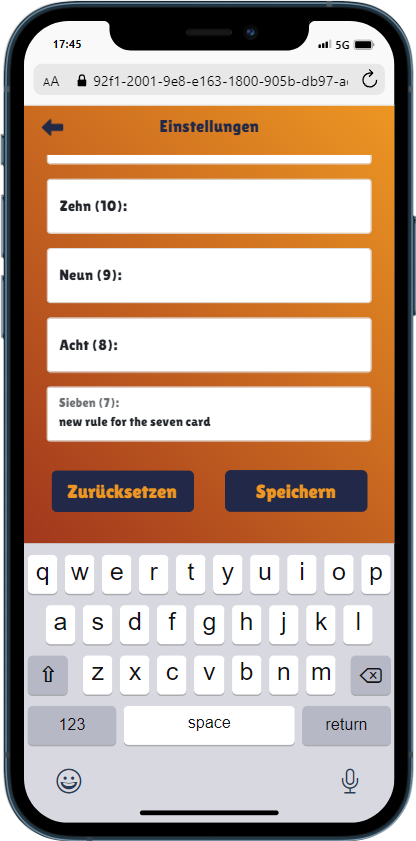 17:45
5G
AA 92f1-2001-9e8-e163-1800-905b-db97-a
Einstellungen
Zehn (10):
Neun (9):
Acht (8):
Sieben (7):
new rule for the seven card
Zurücksetzen Speichern
q w e r t y u i o p
a s d f g h j k l
z x c v b n m
123 space return